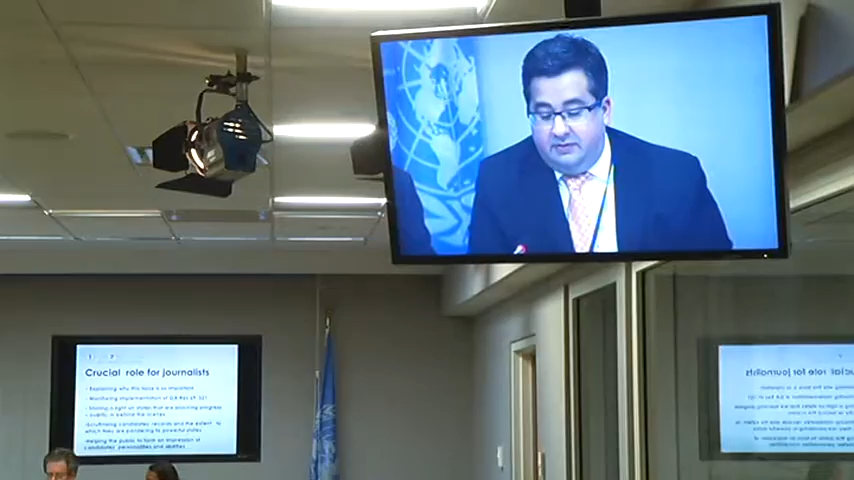 Crucial role for journalists
- Explaining why this issue is so important
- Monitoring implementation of GA Res 69/321
- Shining a light on states that are blocking progress
publicly or behind the scenes
- Scrutinising candidates' records and the extent to
which they are pandering to powerful states
Helping the public to form an impression of
candidates' personalities and abilities